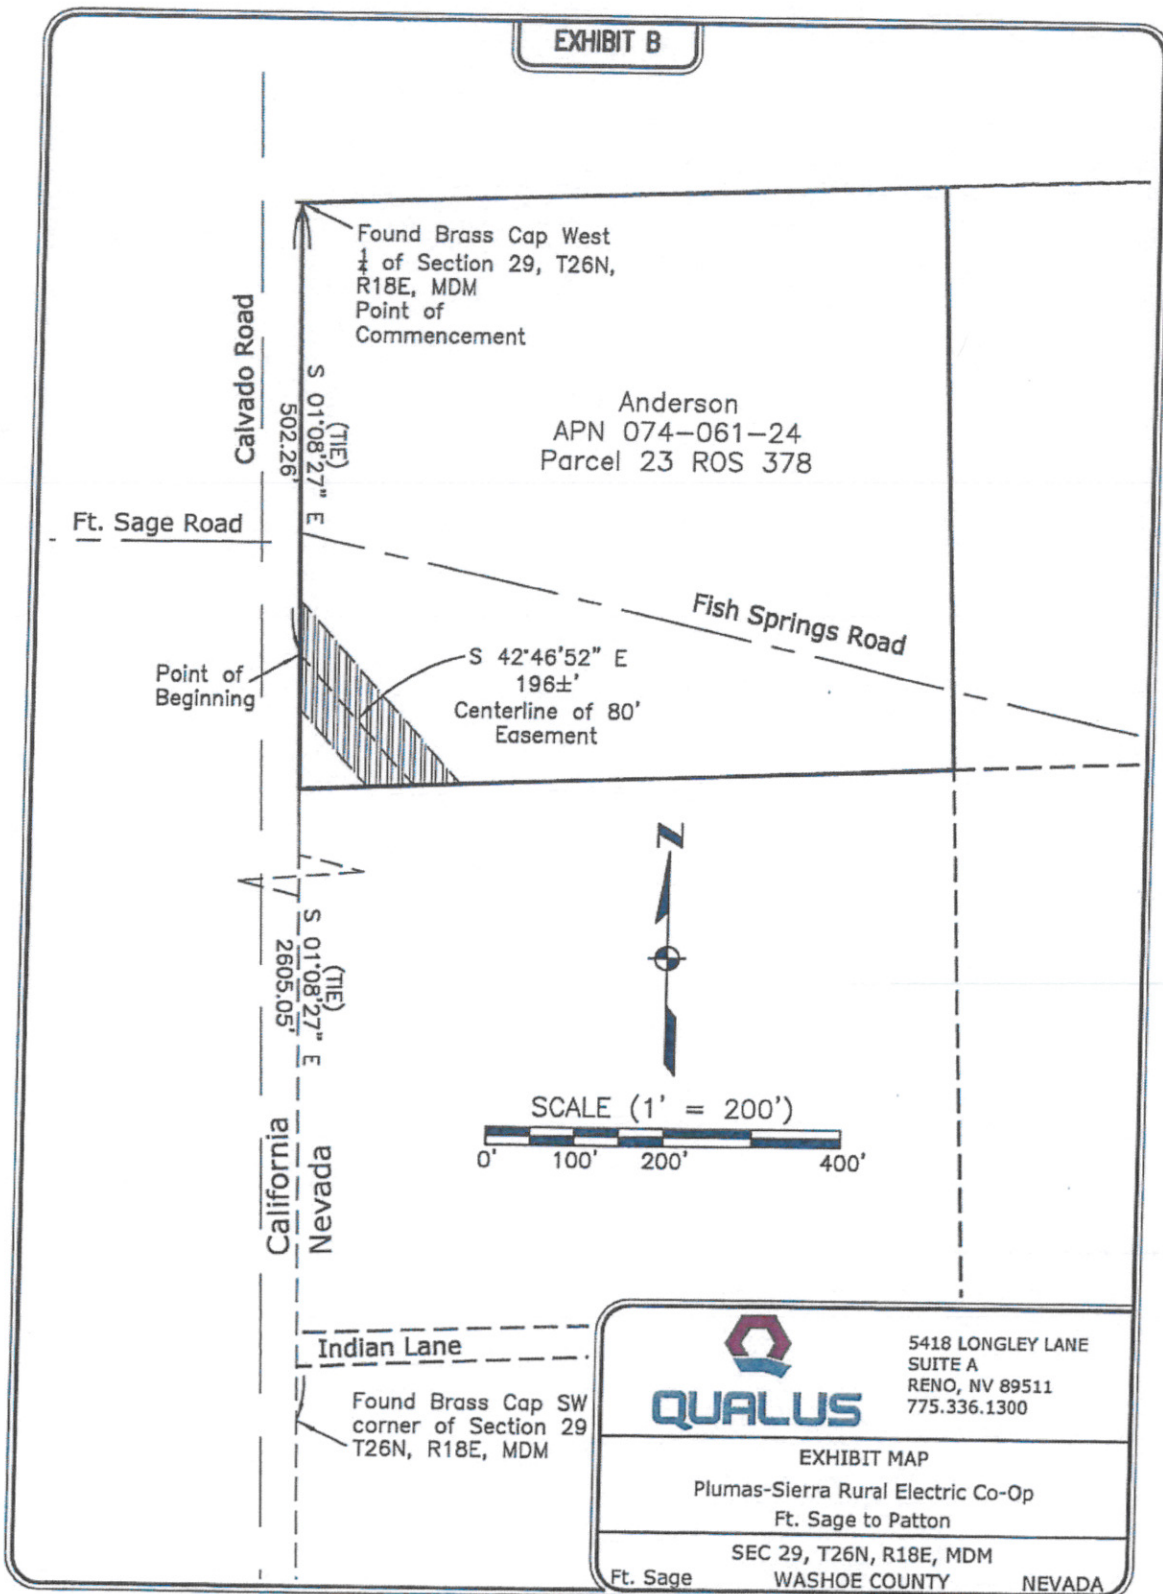 EXHIBIT B
Found Brass Cap West
1/4 of Section 29, T26N,
R18E, MDM
Point of
Commencement
Calvado Road
S 01°08'27" E
(TIE)
502.26'
Anderson
APN 074-061-24
Parcel 23 ROS 378
Ft. Sage Road
Fish Springs Road
Point of
Beginning
S 42°46'52" E
196±'
Centerline of 80'
Easement
N
S 01°08'27" E
(TIE)
2605.05'
SCALE (1' = 200')
0' 100' 200' 400'
California
Nevada
Indian Lane
Found Brass Cap SW
corner of Section 29
T26N, R18E, MDM
QUALUS
5418 LONGLEY LANE
SUITE A
RENO, NV 89511
775.336.1300
EXHIBIT MAP
Plumas-Sierra Rural Electric Co-Op
Ft. Sage to Patton
SEC 29, T26N, R18E, MDM
Ft. Sage WASHOE COUNTY NEVADA